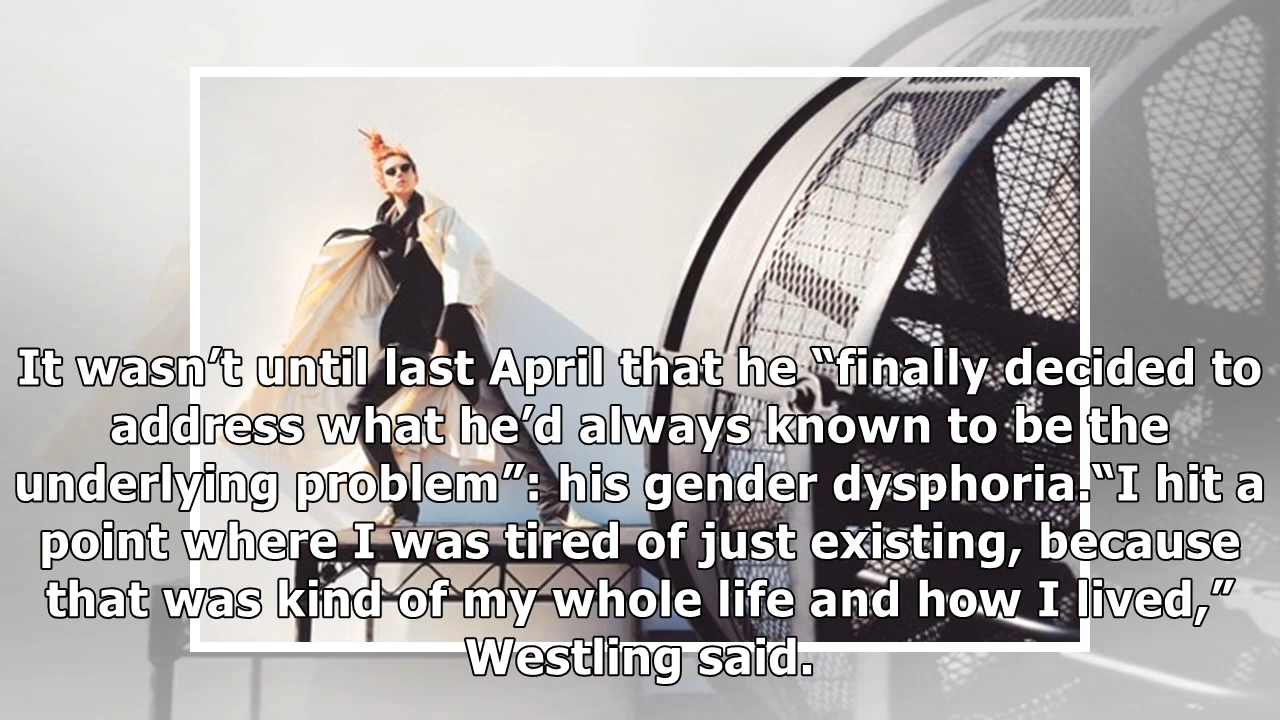 It wasn’t until last April that he “finally decided to
address what he’d always known to be the
underlying problem”: his gender dysphoria.“I hit a
point where I was tired of just existing, because
that was kind of my whole life and how I lived,”
Westling said.